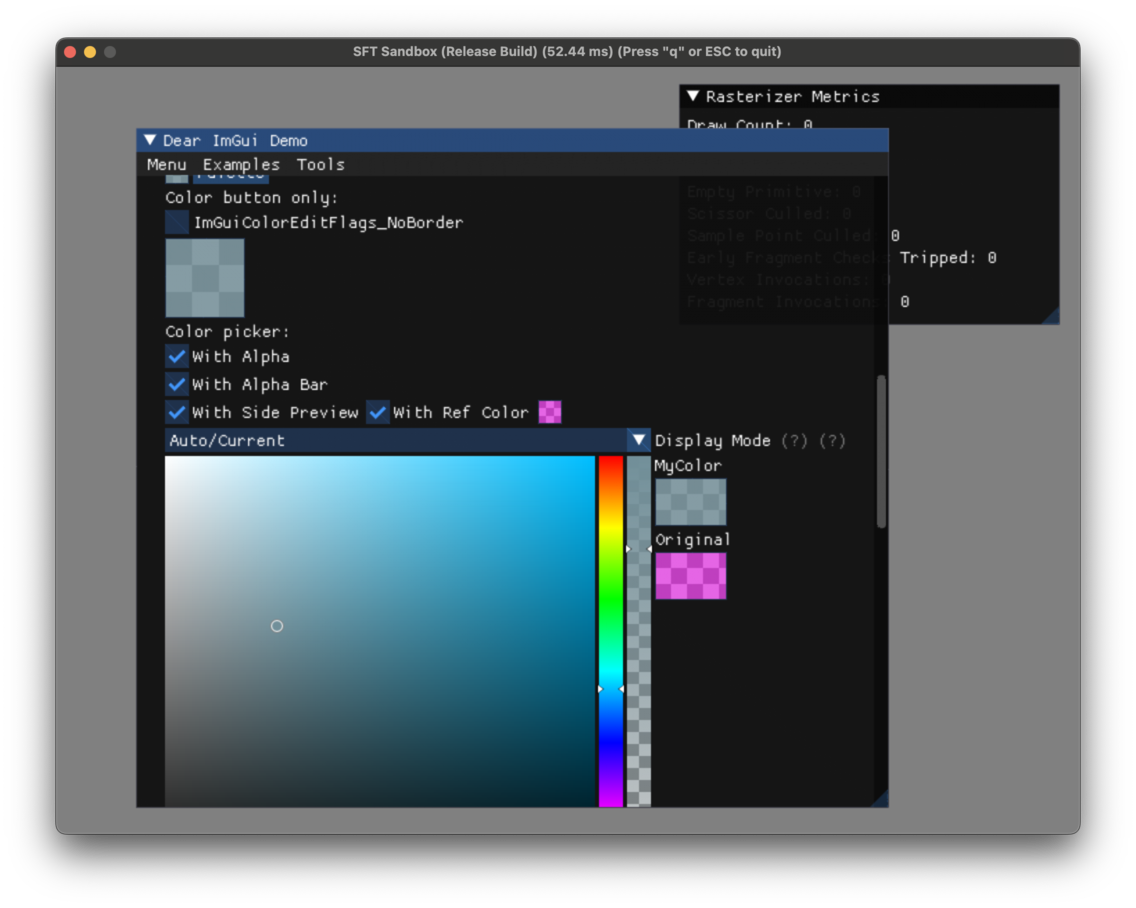 SFT Sandbox (Release Build) (52.44 ms) (Press "q" or ESC to quit)
Rasterizer Metrics
Draw Count: 0
Dear ImGui Demo
Menu Examples Tools
Palette
Color button only:
Empty Primitive: 0
Scissor Culled: 0
ImGuiColorEditFlags_NoBorder
Sample Point Culled 0
Early Fragment Checks Tripped: 0
Vertex Invocations: 0
Fragment Invocations 0
Color picker:
With Alpha
With Alpha Bar
With Side Preview With Ref Color
Auto/Current Display Mode (?) (?)
MyColor
Original